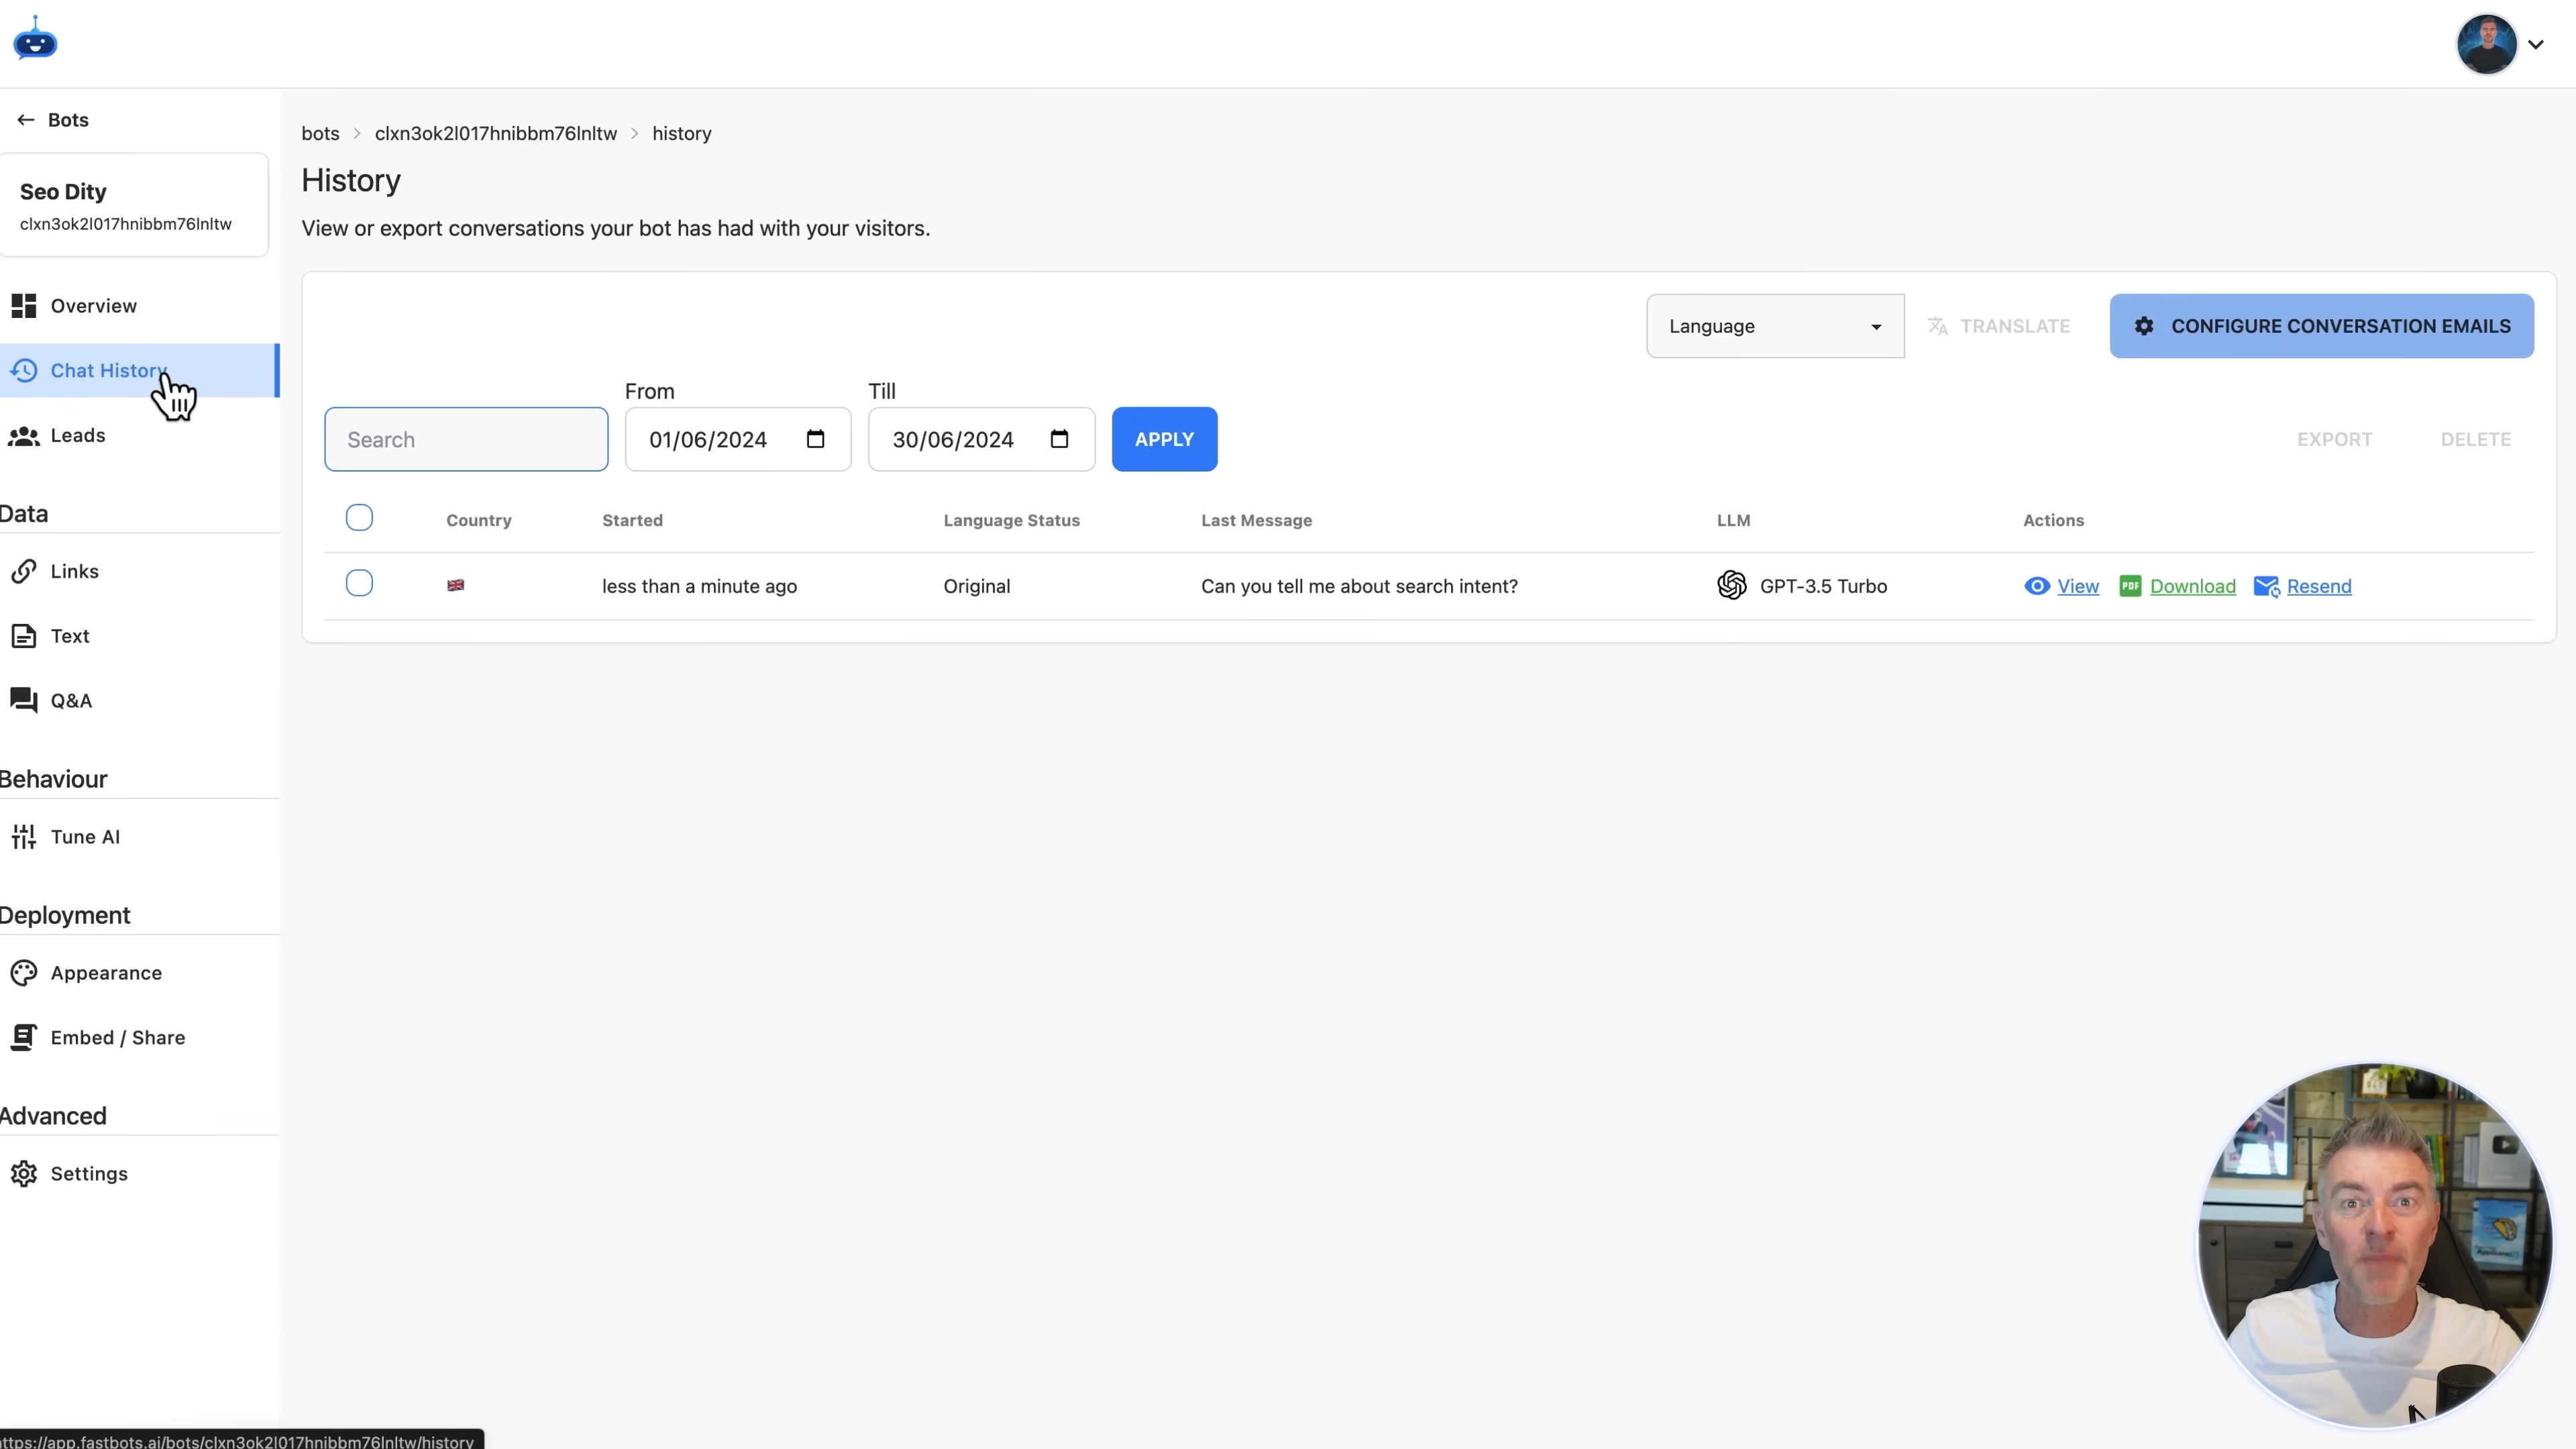 Bots
Seo Dity
clxn3ok2l017hnibbm76lnltw
Overview
Chat History
Leads
Data
Links
Text
Q&A
Behaviour
Tune AI
Deployment
Appearance
Embed / Share
Advanced
Settings
bots > clxn3ok2l017hnibbm76lnltw > history
History
View or export conversations your bot has had with your visitors.
Language
TRANSLATE
CONFIGURE CONVERSATION EMAILS
From
Till
Search
01/06/2024
30/06/2024
APPLY
EXPORT
DELETE
Country
Started
Language Status
Last Message
LLM
Actions
less than a minute ago
Original
Can you tell me about search intent?
GPT-3.5 Turbo
View
PDF
Download
Resend
ttps://app.fastbots.ai/bots/clxn3ok2l017hnibbm76lnltw/history